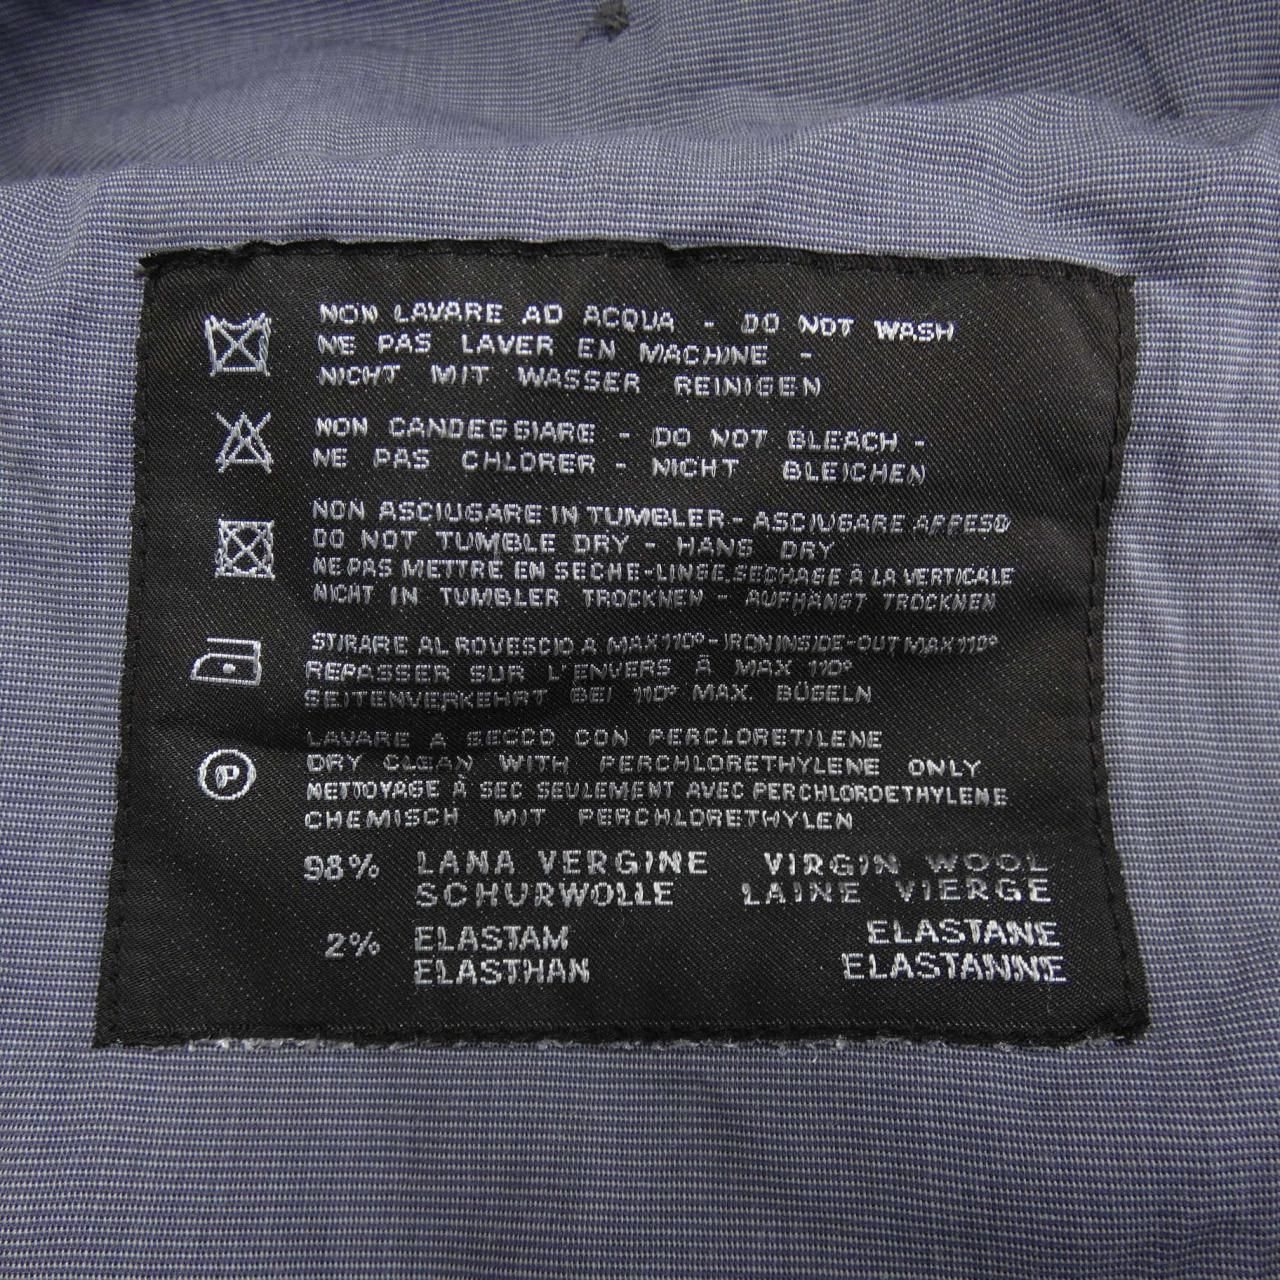 NON LAVARE AD ACQUA - DO NOT WASH
NE PAS LAVER EN MACHINE -
NICHT MIT WASSER REINIGEN
NON CANDEGGIARE - DO NOT BLEACH -
NE PAS CHLORER - NICHT BLEICHEN
NON ASCIUGARE IN TUMBLER - ASCIUGARE APPESO
DO NOT TUMBLE DRY - HANG DRY
NE PAS METTRE EN SECHE-LINGE.SECHAGE À LA VERTICALE
NICHT IN TUMBLER TROCKNEN - AUFHÄNGT TROCKNEN
STIRARE AL ROVESCIO A MAX 110° - IRON INSIDE-OUT MAX 110°
REPASSER SUR L'ENVERS À MAX 110°
SEITENVERKEHRT BEI 110° MAX. BÜGELN
LAVARE A SECCO CON PERCLORETILENE
DRY CLEAN WITH PERCHLORETHYLENE ONLY
NETTOYAGE À SEC SEULEMENT AVEC PERCHLOROETHYLENE
CHEMISCH MIT PERCHLORETHYLEN
P
98% LANA VERGINE VIRGIN WOOL
SCHURWOLLE LAINE VIERGE
2% ELASTAM ELASTANE
ELASTHAN ELASTANNE